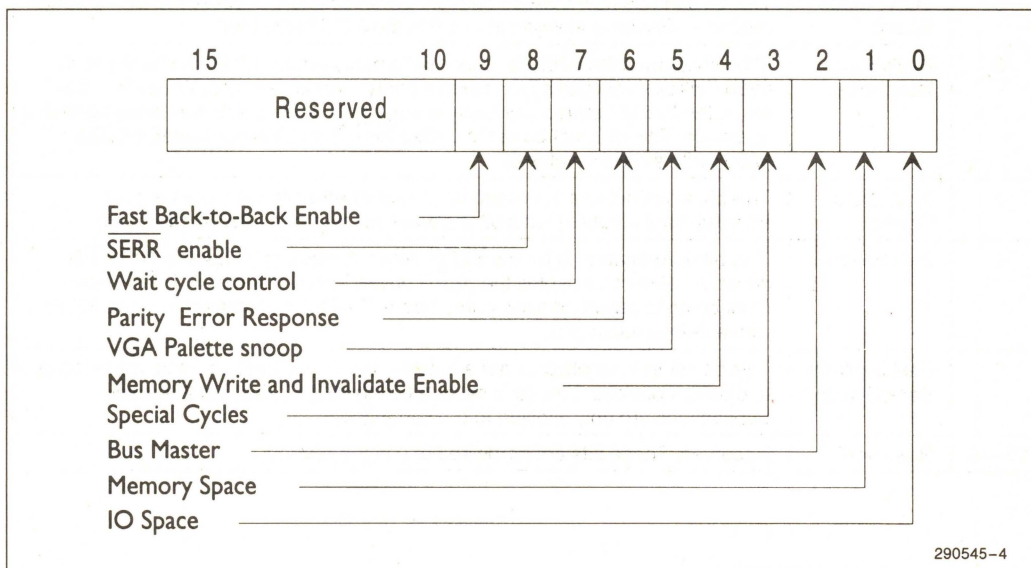 15 10 9 8 7 6 5 4 3 2 1 0
Reserved
Fast Back-to-Back Enable
SERR enable
Wait cycle control
Parity Error Response
VGA Palette snoop
Memory Write and Invalidate Enable
Special Cycles
Bus Master
Memory Space
IO Space
290545-4